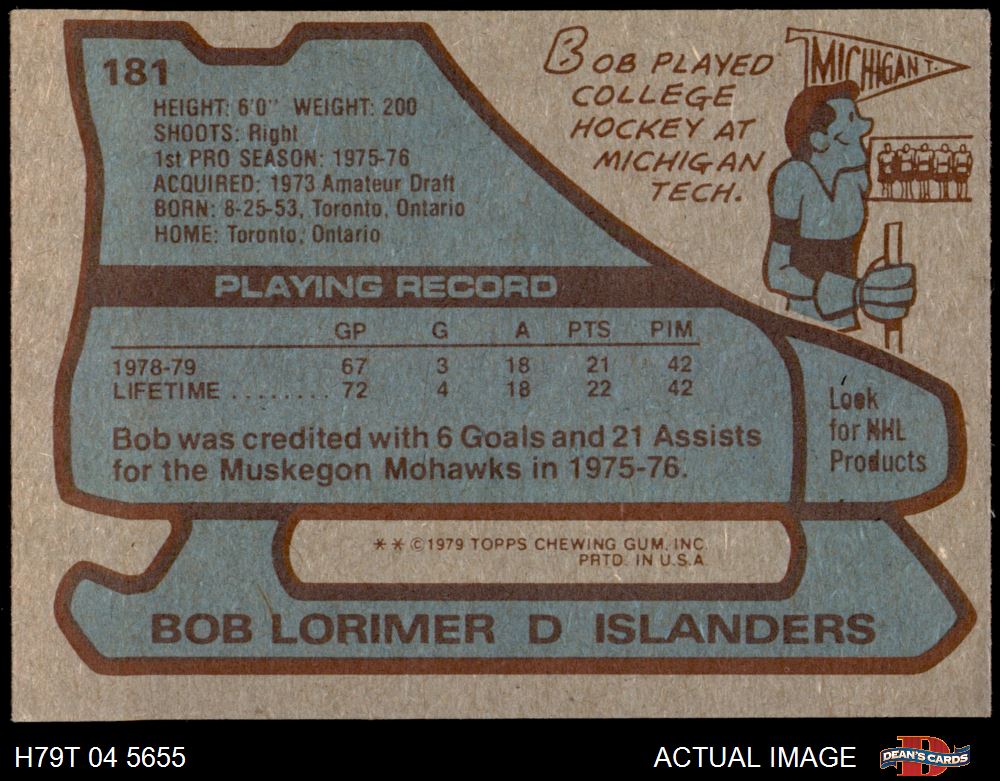 181
HEIGHT: 6'0" WEIGHT: 200
SHOOTS: Right
1st PRO SEASON: 1975-76
ACQUIRED: 1973 Amateur Draft
BORN: 8-25-53, Toronto, Ontario
HOME: Toronto, Ontario
BOB PLAYED
COLLEGE
HOCKEY AT
MICHIGAN
TECH.
MICHIGAN T.
PLAYING RECORD
GP G A PTS PIM
1978-79 67 3 18 21 42
LIFETIME ........ 72 4 18 22 42
Bob was credited with 6 Goals and 21 Assists
for the Muskegon Mohawks in 1975-76.
Look
for NHL
Products
** ©1979 TOPPS CHEWING GUM, INC.
PRTD. IN U.S.A.
BOB LORIMER D ISLANDERS
H79T 04 5655
ACTUAL IMAGE
DEAN'S CARDS